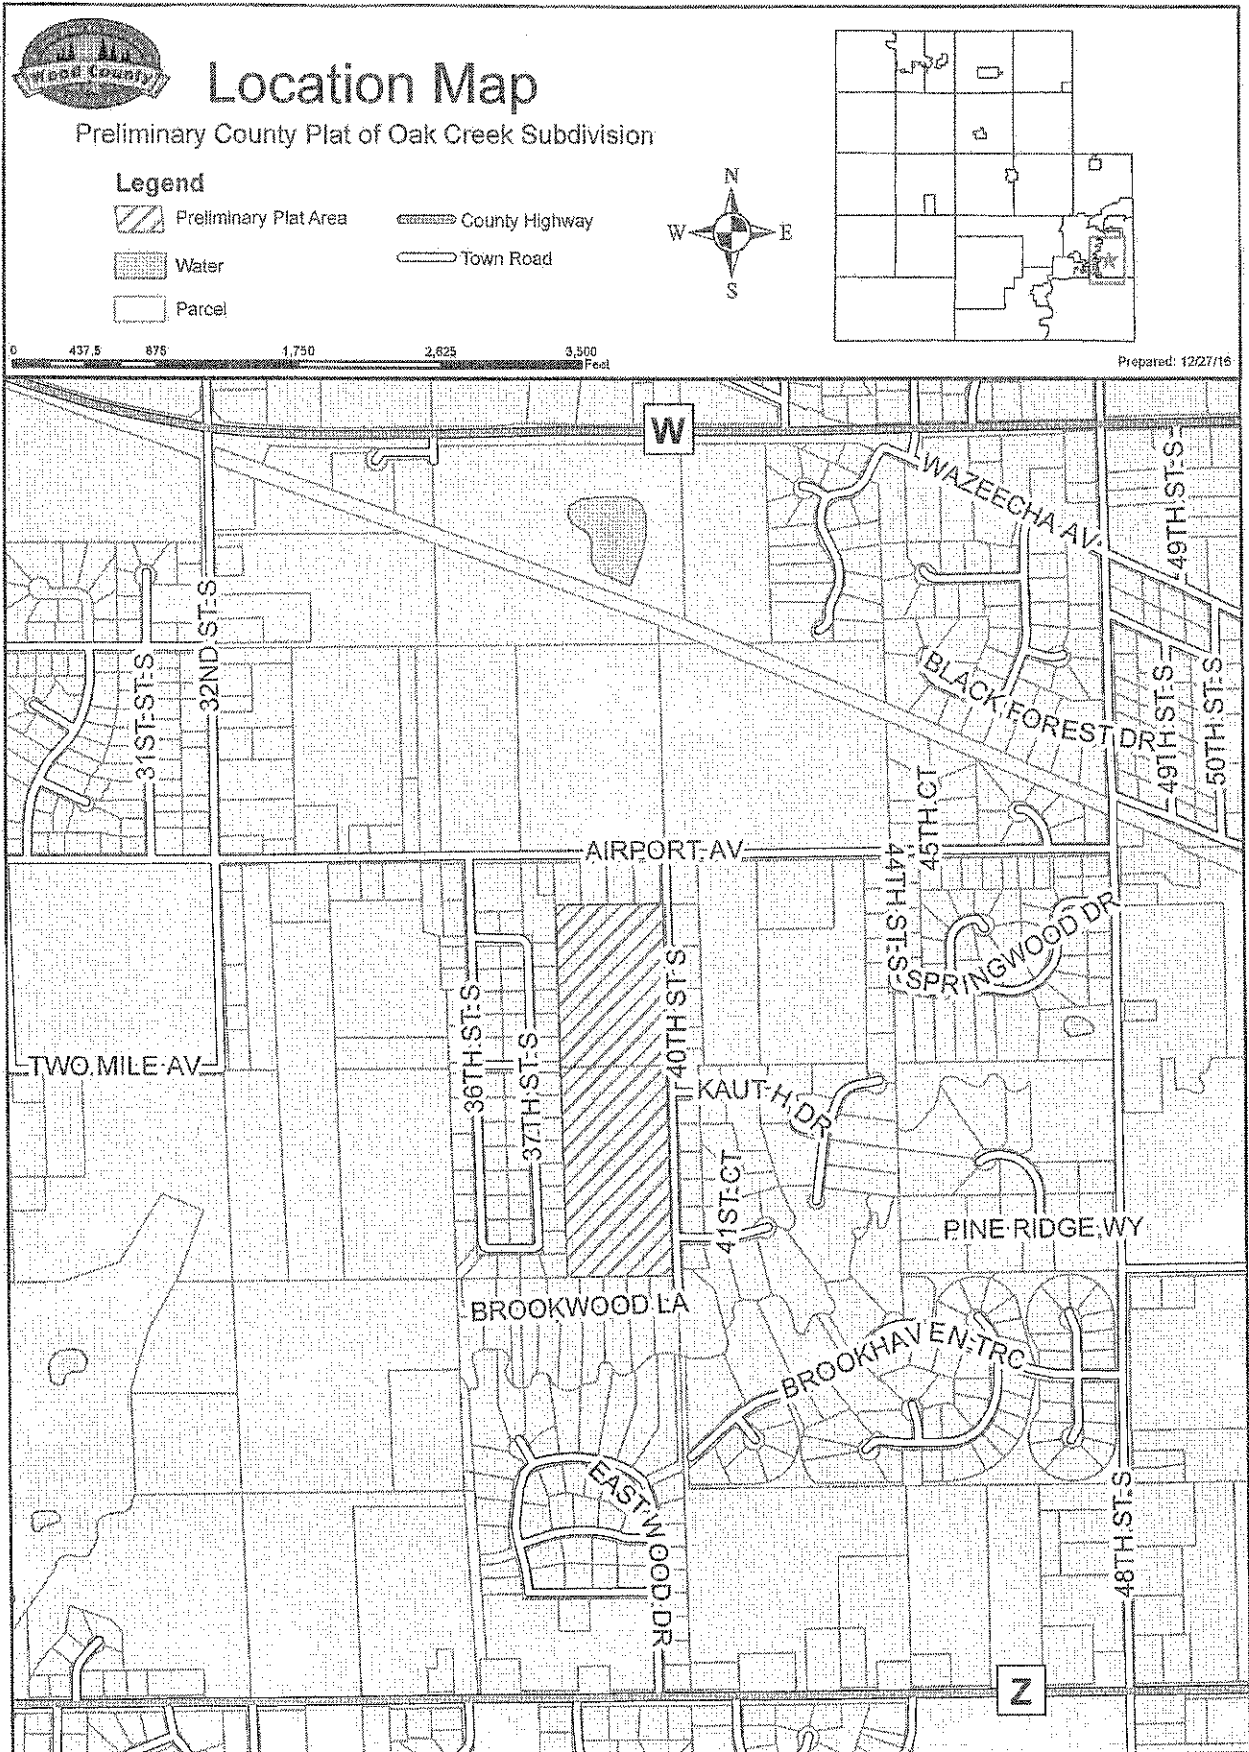 Wood County
Location Map
Preliminary County Plat of Oak Creek Subdivision
Legend
Preliminary Plat Area
County Highway
Water
Town Road
Parcel
N
W E
S
0 437.5 875 1,750 2,625 3,500
Feet
Prepared: 12/27/16
W
WAZEECHA AV
49TH ST S
32ND ST S
31ST ST S
BLACK FOREST DR
49TH ST S
50TH ST S
45TH CT
AIRPORT AV
44TH ST S
SPRINGWOOD DR
40TH ST S
36TH ST S
37TH ST S
TWO MILE AV
KAUTH DR
41ST CT
PINE RIDGE WY
BROOKWOOD LA
BROOKHAVEN TRC
EASTWOOD DR
48TH ST S
Z